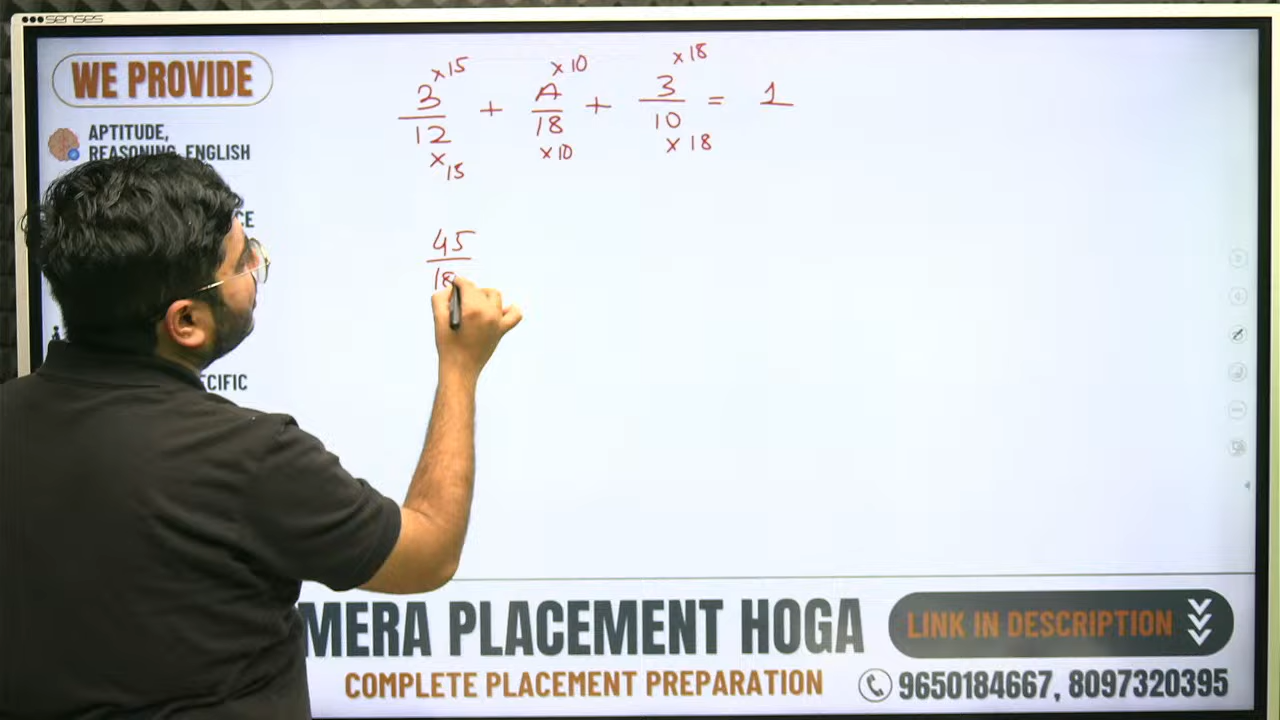 senses
WE PROVIDE
APTITUDE,
REASONING, ENGLISH
CE
CIFIC
×15 ×10 ×18
3/12 + A/18 + 3/10 = 1
×15 ×10 ×18
45/18
MERA PLACEMENT HOGA
COMPLETE PLACEMENT PREPARATION
LINK IN DESCRIPTION
9650184667, 8097320395